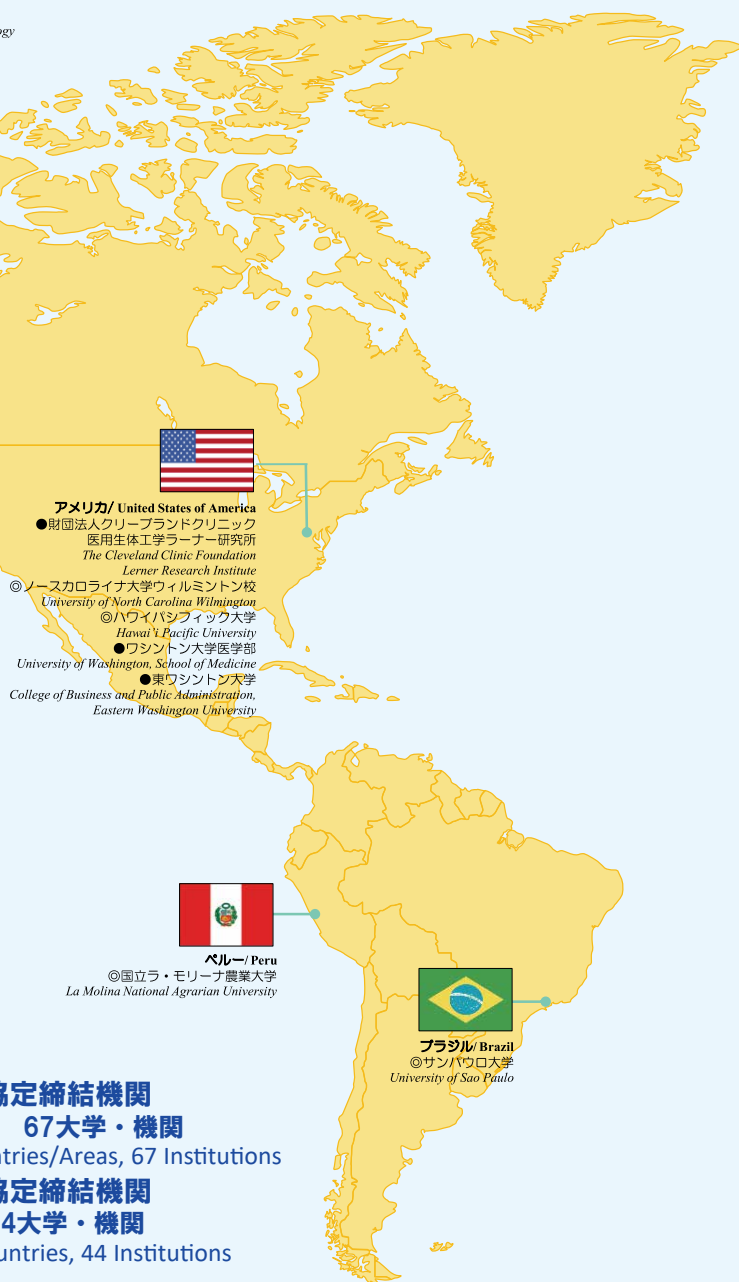 ogy
アメリカ/ United States of America
●財団法人クリーブランドクリニック
医用生体工学ラーナー研究所
The Cleveland Clinic Foundation
Lerner Research Institute
◎ノースカロライナ大学ウィルミントン校
University of North Carolina Wilmington
◎ハワイパシフィック大学
Hawai'i Pacific University
●ワシントン大学医学部
University of Washington, School of Medicine
●東ワシントン大学
College of Business and Public Administration,
Eastern Washington University
ペルー/ Peru
◎国立ラ・モリーナ農業大学
La Molina National Agrarian University
ブラジル/ Brazil
◎サンパウロ大学
University of Sao Paulo
協定締結機関
67大学・機関
ntries/Areas, 67 Institutions
協定締結機関
4大学・機関
untries, 44 Institutions